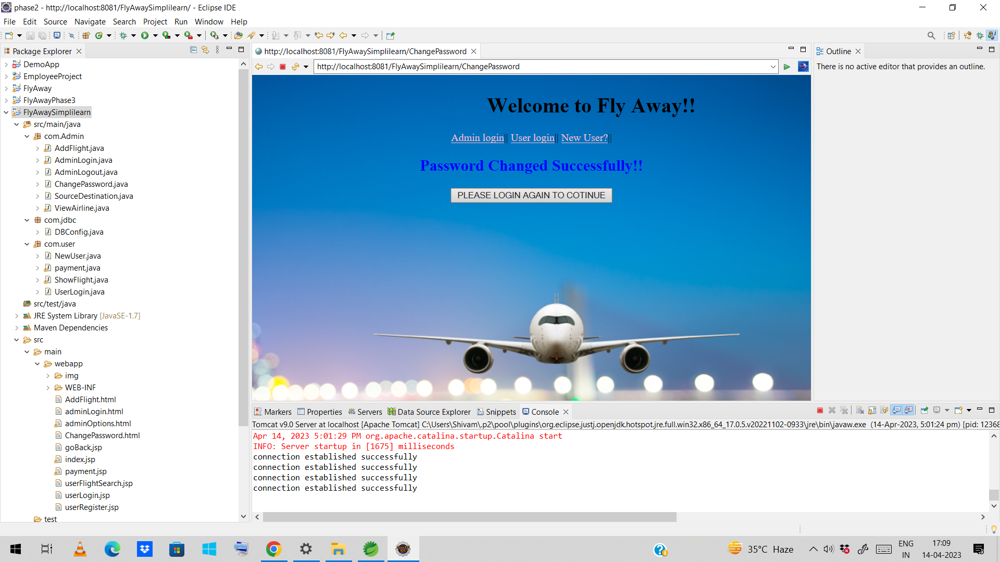 phase2 - http://localhost:8081/FlyAwaySimplilearn/ - Eclipse IDE
File Edit Source Navigate Search Project Run Window Help
Package Explorer
DemoApp
EmployeeProject
FlyAway
FlyAwayPhase3
FlyAwaySimplilearn
src/main/java
com.Admin
AddFlight.java
AdminLogin.java
AdminLogout.java
ChangePassword.java
SourceDestination.java
ViewAirline.java
com.jdbc
DBConfig.java
com.user
NewUser.java
payment.java
ShowFlight.java
UserLogin.java
src/test/java
JRE System Library [JavaSE-1.7]
Maven Dependencies
src
main
webapp
img
WEB-INF
AddFlight.html
adminLogin.html
adminOptions.html
ChangePassword.html
goBack.jsp
index.jsp
payment.jsp
userFlightSearch.jsp
userLogin.jsp
userRegister.jsp
test
http://localhost:8081/FlyAwaySimplilearn/ChangePassword
http://localhost:8081/FlyAwaySimplilearn/ChangePassword
Welcome to Fly Away!!
Admin login|| User login|| New User?||
Password Changed Successfully!!
PLEASE LOGIN AGAIN TO COTINUE
Outline
There is no active editor that provides an outline.
Markers Properties Servers Data Source Explorer Snippets Console
Tomcat v9.0 Server at localhost [Apache Tomcat] C:\Users\Shivam\.p2\pool\plugins\org.eclipse.justj.openjdk.hotspot.jre.full.win32.x86_64_17.0.5.v20221102-0933\jre\bin\javaw.exe (14-Apr-2023, 5:01:24 pm) [pid: 12368
Apr 14, 2023 5:01:29 PM org.apache.catalina.startup.Catalina start
INFO: Server startup in [1675] milliseconds
connection established successfully
connection established successfully
connection established successfully
connection established successfully
35°C Haze
ENG
IN
17:09
14-04-2023